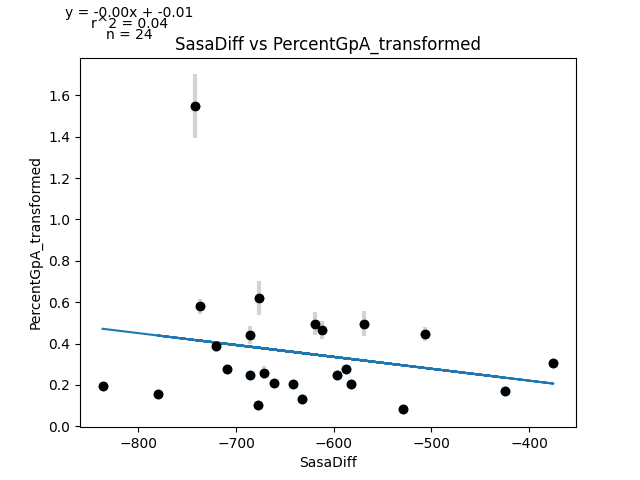 y = -0.00x + -0.01
r^2 = 0.04
n = 24
SasaDiff vs PercentGpA_transformed
PercentGpA_transformed
1.6
1.4
1.2
1.0
0.8
0.6
0.4
0.2
0.0
−800 −700 −600 −500 −400
SasaDiff